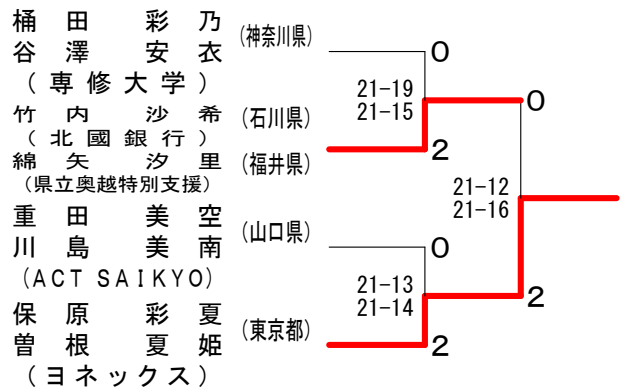 桶田 彩乃
谷澤 安衣
(専修大学)
(神奈川県)
0
21-19
21-15
0
竹内 沙希
(北國銀行)
(石川県)
綿矢 汐里
(県立奥越特別支援)
(福井県)
2
21-12
21-16
重田 美空
川島 美南
(ACT SAIKYO)
(山口県)
0
21-13
21-14
2
保原 彩夏
曽根 夏姫
(ヨネックス)
(東京都)
2